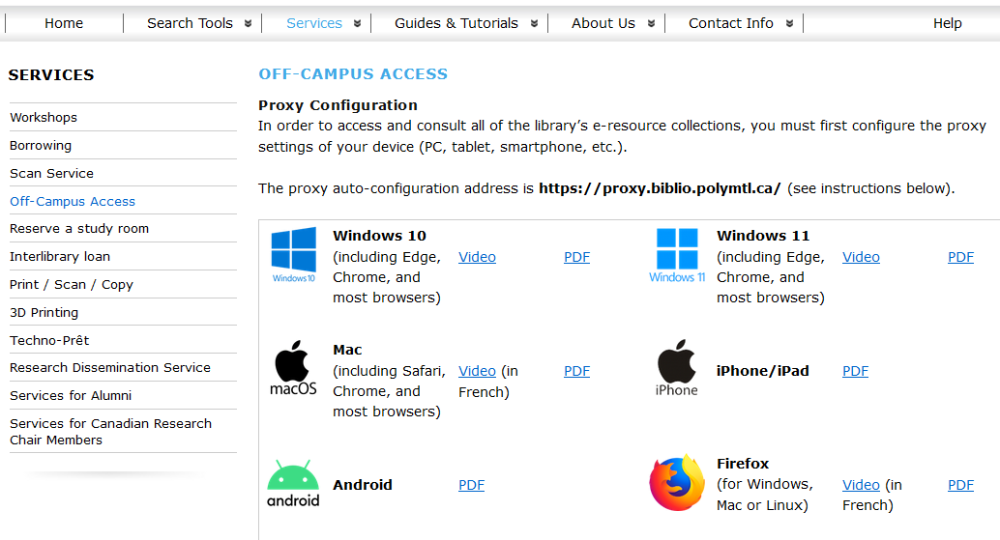 Home
Search Tools
Services
Guides & Tutorials
About Us
Contact Info
Help
SERVICES
Workshops
Borrowing
Scan Service
Off-Campus Access
Reserve a study room
Interlibrary loan
Print / Scan / Copy
3D Printing
Techno-Prêt
Research Dissemination Service
Services for Alumni
Services for Canadian Research
Chair Members
OFF-CAMPUS ACCESS
Proxy Configuration
In order to access and consult all of the library’s e-resource collections, you must first configure the proxy
settings of your device (PC, tablet, smartphone, etc.).
The proxy auto-configuration address is https://proxy.biblio.polymtl.ca/ (see instructions below).
Windows 10
Windows 10
(including Edge,
Chrome, and
most browsers)
Video
PDF
Windows 11
Windows 11
(including Edge,
Chrome, and
most browsers)
Video
PDF
macOS
Mac
(including Safari,
Chrome, and
most browsers)
Video (in
French)
PDF
iPhone
iPhone/iPad
PDF
android
Android
PDF
Firefox
(for Windows,
Mac or Linux)
Video (in
French)
PDF